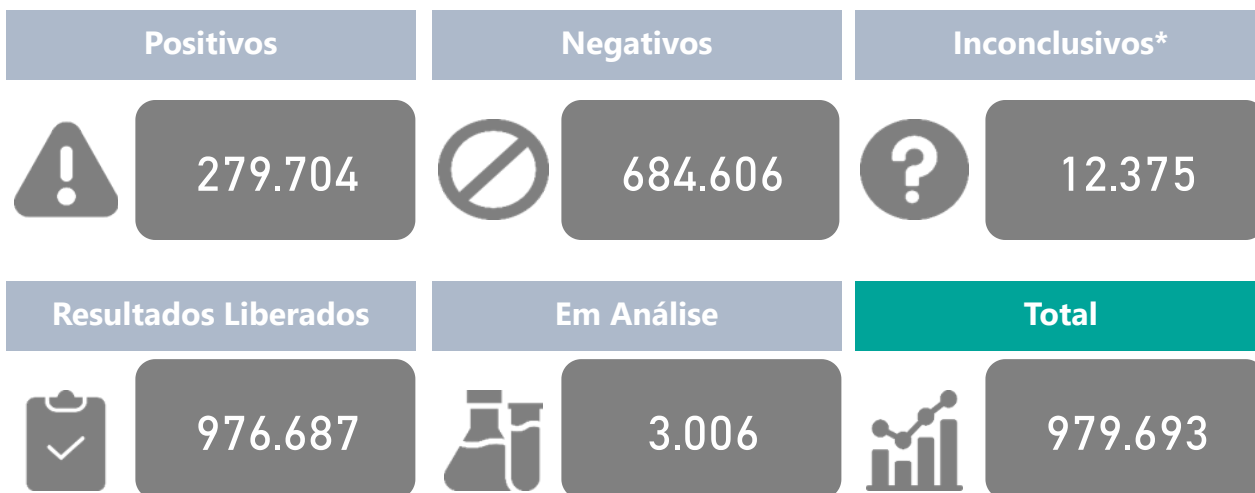 Positivos
Negativos
Inconclusivos*
279.704
684.606
12.375
Resultados Liberados
Em Análise
Total
976.687
3.006
979.693